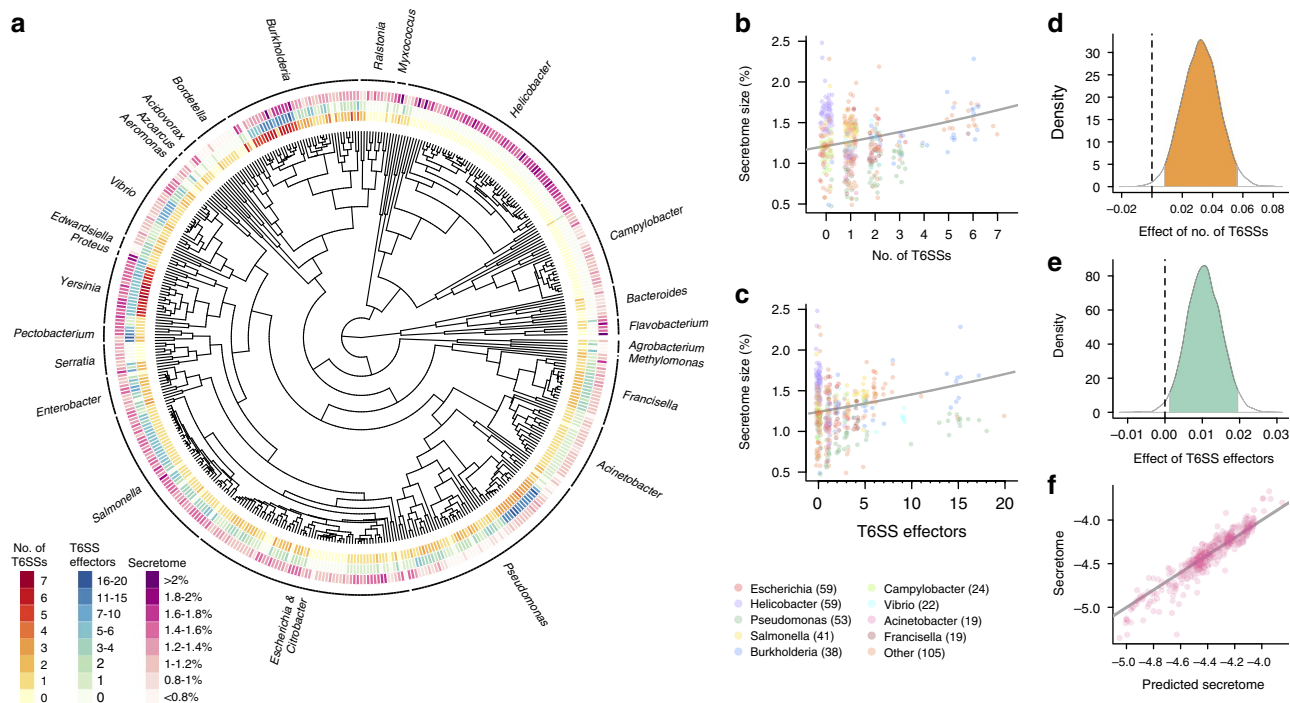 a
Burkholderia
Ralstonia
Myxococcus
Helicobacter
Bordetella
Acidovorax
Azoarcus
Aeromonas
Vibrio
Edwardsiella
Proteus
Yersinia
Pectobacterium
Serratia
Enterobacter
Salmonella
Escherichia &
Citrobacter
Pseudomonas
Acinetobacter
Francisella
Methylomonas
Agrobacterium
Flavobacterium
Bacteroides
Campylobacter
No. of T6SSs
7
6
5
4
3
2
1
0
T6SS effectors
16-20
11-15
7-10
5-6
3-4
2
1
0
Secretome
>2%
1.8-2%
1.6-1.8%
1.4-1.6%
1.2-1.4%
1-1.2%
0.8-1%
<0.8%
b
Secretome size (%)
2.5
2.0
1.5
1.0
0.5
0 1 2 3 4 5 6 7
No. of T6SSs
c
Secretome size (%)
2.5
2.0
1.5
1.0
0.5
0 5 10 15 20
T6SS effectors
Escherichia (59)
Helicobacter (59)
Pseudomonas (53)
Salmonella (41)
Burkholderia (38)
Campylobacter (24)
Vibrio (22)
Acinetobacter (19)
Francisella (19)
Other (105)
d
Density
30
25
20
15
10
5
0
−0.02 0.02 0.04 0.06 0.08
Effect of no. of T6SSs
e
Density
80
60
40
20
0
−0.01 0.00 0.01 0.02 0.03
Effect of T6SS effectors
f
Secretome
−4.0
−4.5
−5.0
−5.0 −4.8 −4.6 −4.4 −4.2 −4.0
Predicted secretome